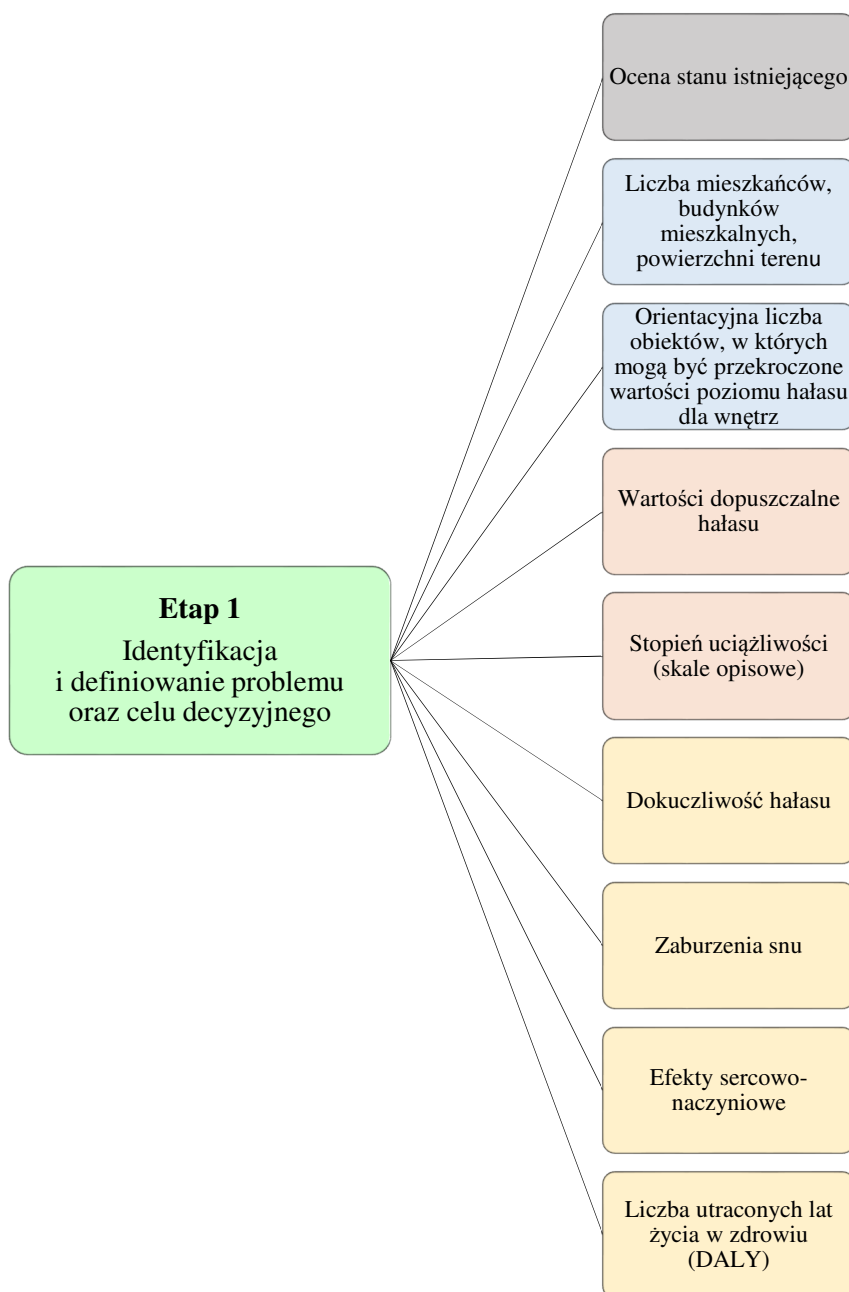 Ocena stanu istniejącego
Liczba mieszkańców,
budynków
mieszkalnych,
powierzchni terenu
Orientacyjna liczba
obiektów, w których
mogą być przekroczone
wartości poziomu hałasu
dla wnętrz
Wartości dopuszczalne
hałasu
Etap 1
Identyfikacja
i definiowanie problemu
oraz celu decyzyjnego
Stopień uciążliwości
(skale opisowe)
Dokuczliwość hałasu
Zaburzenia snu
Efekty sercowo-
naczyniowe
Liczba utraconych lat
życia w zdrowiu
(DALY)